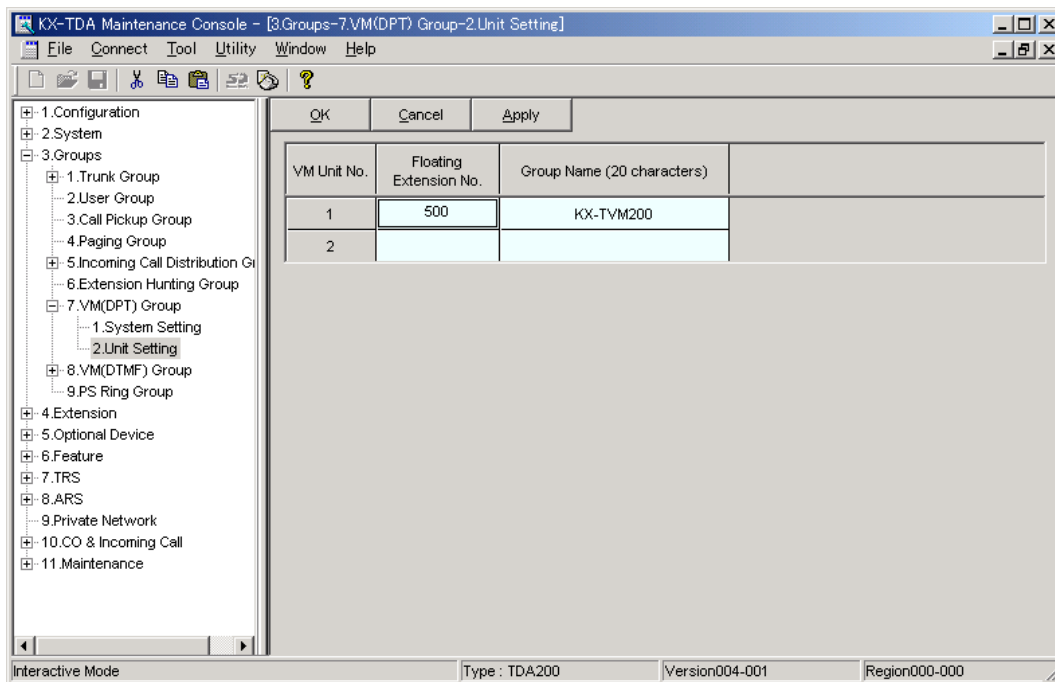 KX-TDA Maintenance Console - [3.Groups-7.VM(DPT) Group-2.Unit Setting]
File Connect Tool Utility Window Help
1.Configuration
2.System
3.Groups
1.Trunk Group
2.User Group
3.Call Pickup Group
4.Paging Group
5.Incoming Call Distribution Gr
6.Extension Hunting Group
7.VM(DPT) Group
1.System Setting
2.Unit Setting
8.VM(DTMF) Group
9.PS Ring Group
4.Extension
5.Optional Device
6.Feature
7.TRS
8.ARS
9.Private Network
10.CO & Incoming Call
11.Maintenance
OK Cancel Apply
VM Unit No. Floating Extension No. Group Name (20 characters)
1 500 KX-TVM200
2
Interactive Mode Type : TDA200 Version004-001 Region000-000